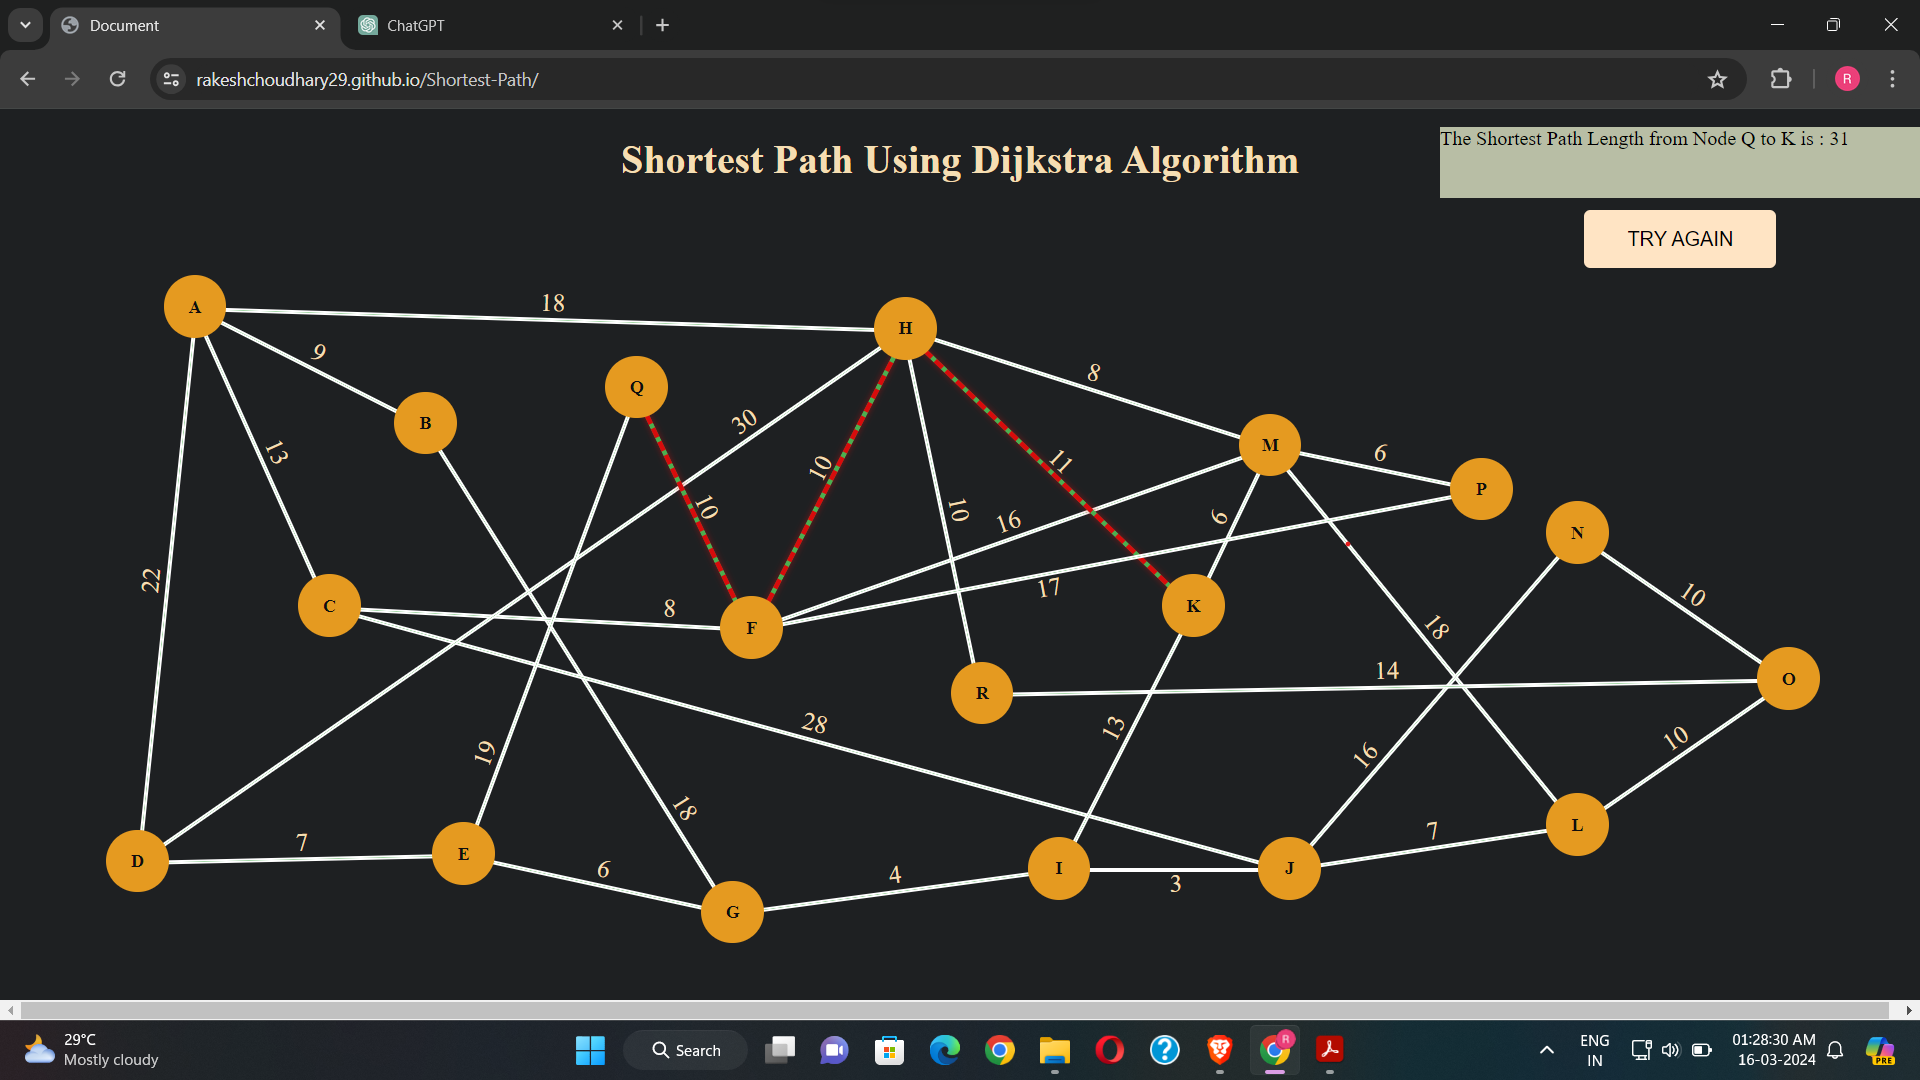 Document
ChatGPT
rakeshchoudhary29.github.io/Shortest-Path/
R
Shortest Path Using Dijkstra Algorithm
The Shortest Path Length from Node Q to K is : 31
TRY AGAIN
A
18
H
9
Q
8
B
30
13
M
6
10
10
11
P
10
16
6
N
22
17
10
C
8
F
K
18
14
O
R
28
13
19
16
10
18
L
7
7
D
E
6
4
I
J
3
G
29°C
Mostly cloudy
Search
R
ENG
IN
01:28:30 AM
16-03-2024
PRE